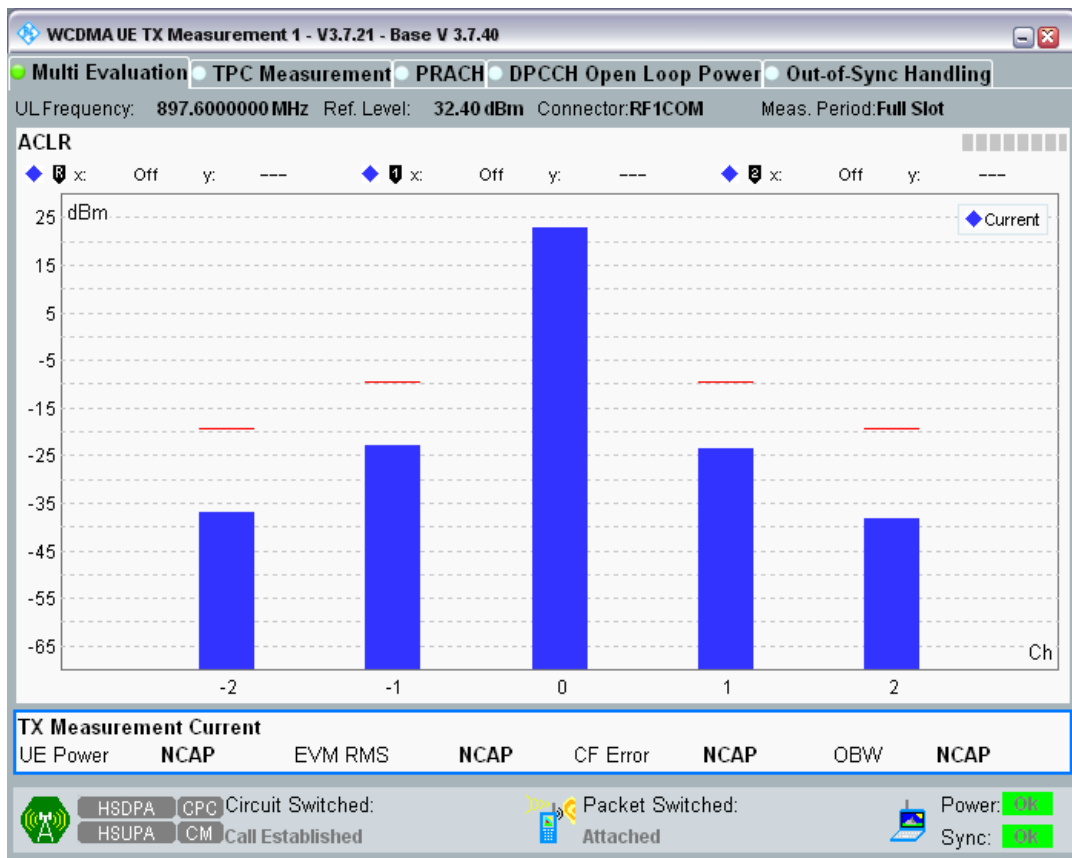 WCDMA UE TX Measurement 1 - V3.7.21 - Base V 3.7.40
Multi Evaluation TPC Measurement PRACH DPCCH Open Loop Power Out-of-Sync Handling
UL Frequency: 897.6000000 MHz Ref. Level: 32.40 dBm Connector:RF1COM Meas. Period:Full Slot
ACLR
R x: Off y: --- 1 x: Off y: --- 2 x: Off y: ---
dBm
Current
25
15
5
-5
-15
-25
-35
-45
-55
-65
Ch
-2 -1 0 1 2
TX Measurement Current
UE Power NCAP EVM RMS NCAP CF Error NCAP OBW NCAP
HSDPA CPC Circuit Switched: Packet Switched: Power: Ok
HSUPA CM Call Established Attached Sync: Ok